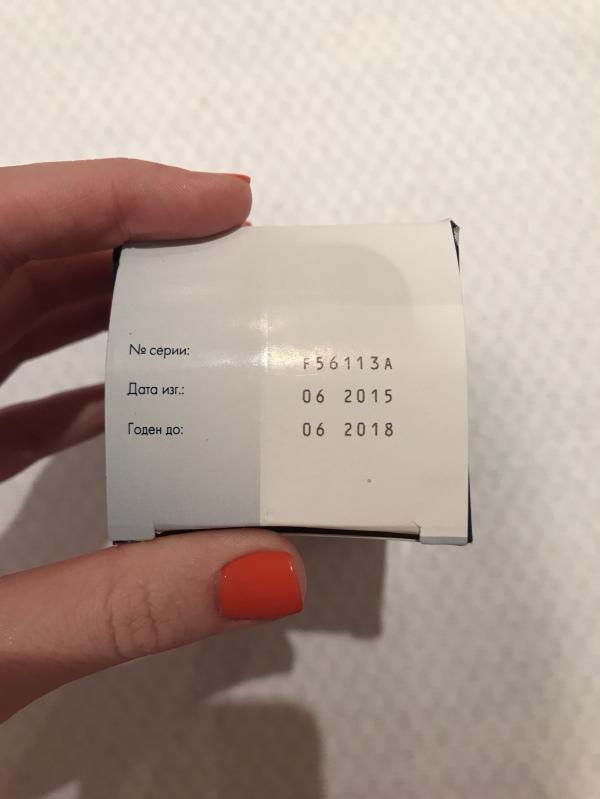 № серии: F56113A
Дата изг.: 06 2015
Годен до: 06 2018